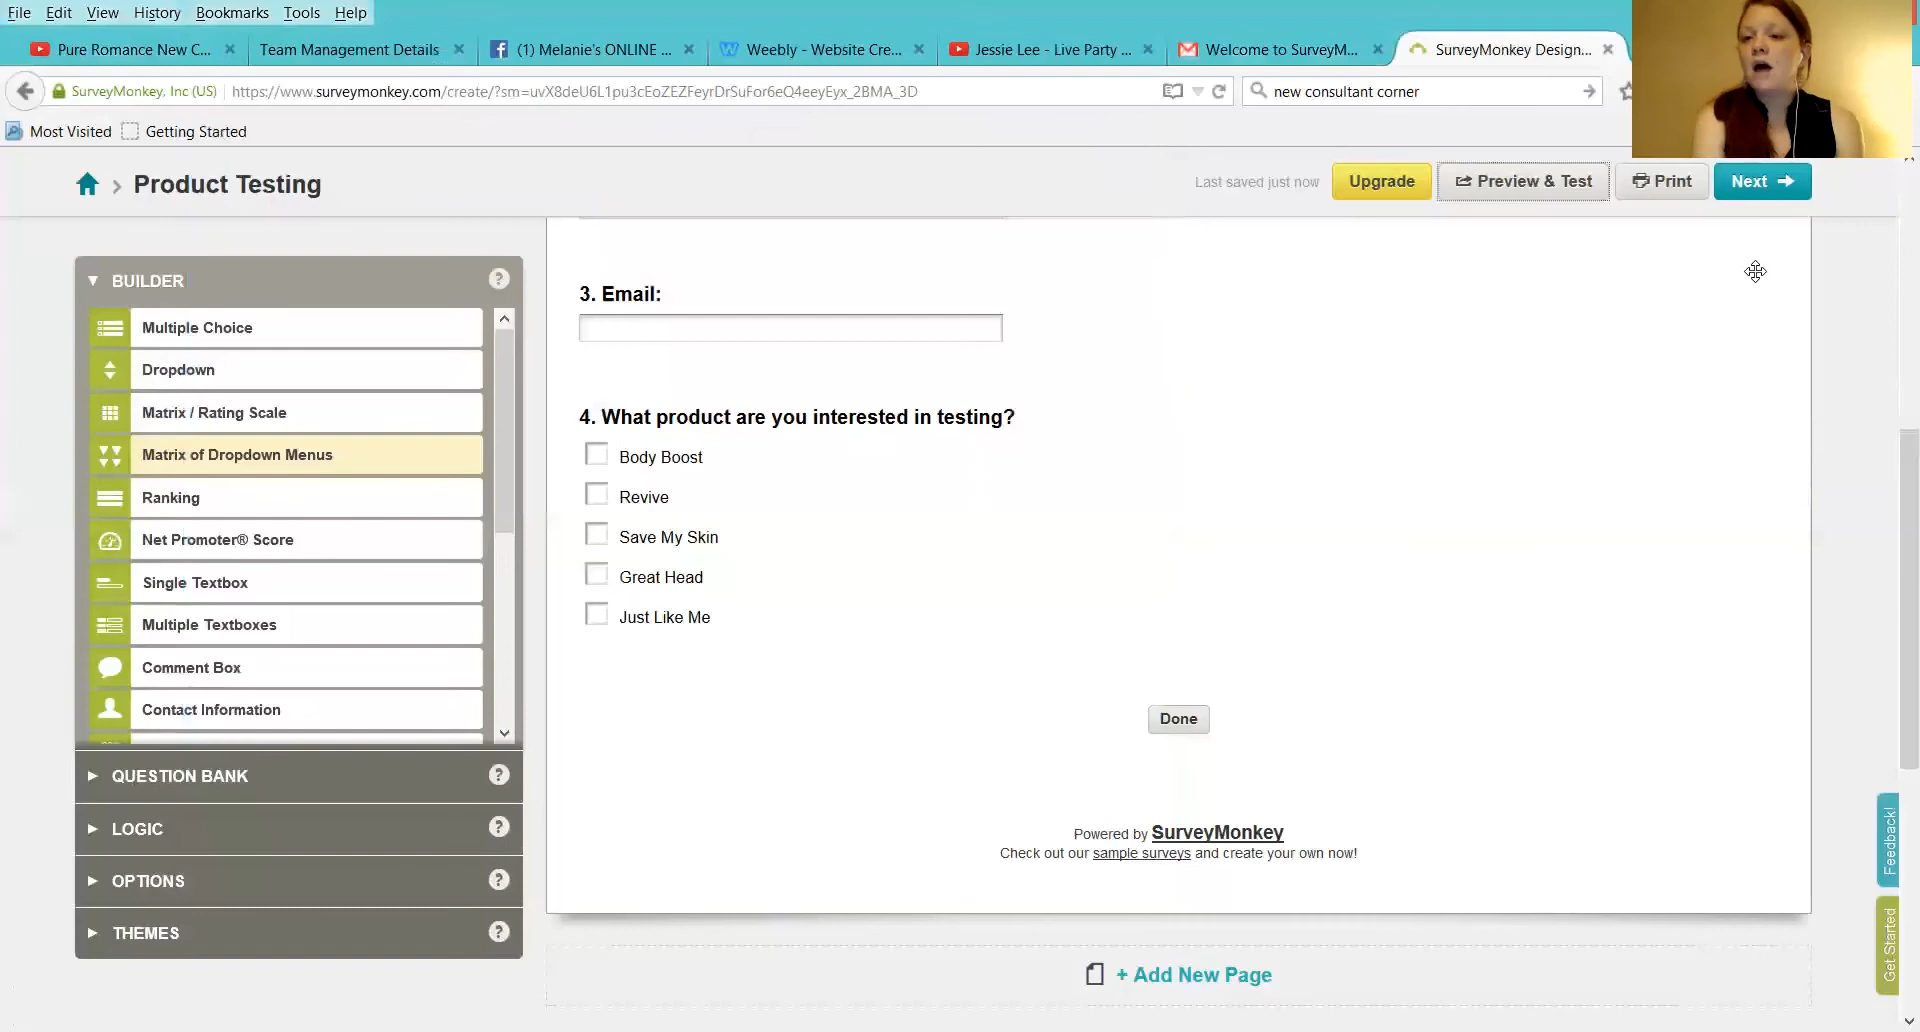 File Edit View History Bookmarks Tools Help
Pure Romance New C... × Team Management Details × (1) Melanie's ONLINE ... × Weebly - Website Cre... × Jessie Lee - Live Party ... × Welcome to SurveyM... × SurveyMonkey Design... ×
SurveyMonkey, Inc (US) https://www.surveymonkey.com/create/?sm=uvX8deU6L1pu3cEoZEZFeyrDrSuFor6eQ4eeyEyx_2BMA_3D new consultant corner
Most Visited Getting Started
Product Testing Last saved just now Upgrade Preview & Test Print Next
BUILDER ?
Multiple Choice
Dropdown
Matrix / Rating Scale
Matrix of Dropdown Menus
Ranking
Net Promoter® Score
Single Textbox
Multiple Textboxes
Comment Box
Contact Information
QUESTION BANK ?
LOGIC ?
OPTIONS ?
THEMES ?
3. Email:
4. What product are you interested in testing?
Body Boost
Revive
Save My Skin
Great Head
Just Like Me
Done
Powered by SurveyMonkey
Check out our sample surveys and create your own now!
+ Add New Page
Feedback!
Get Started